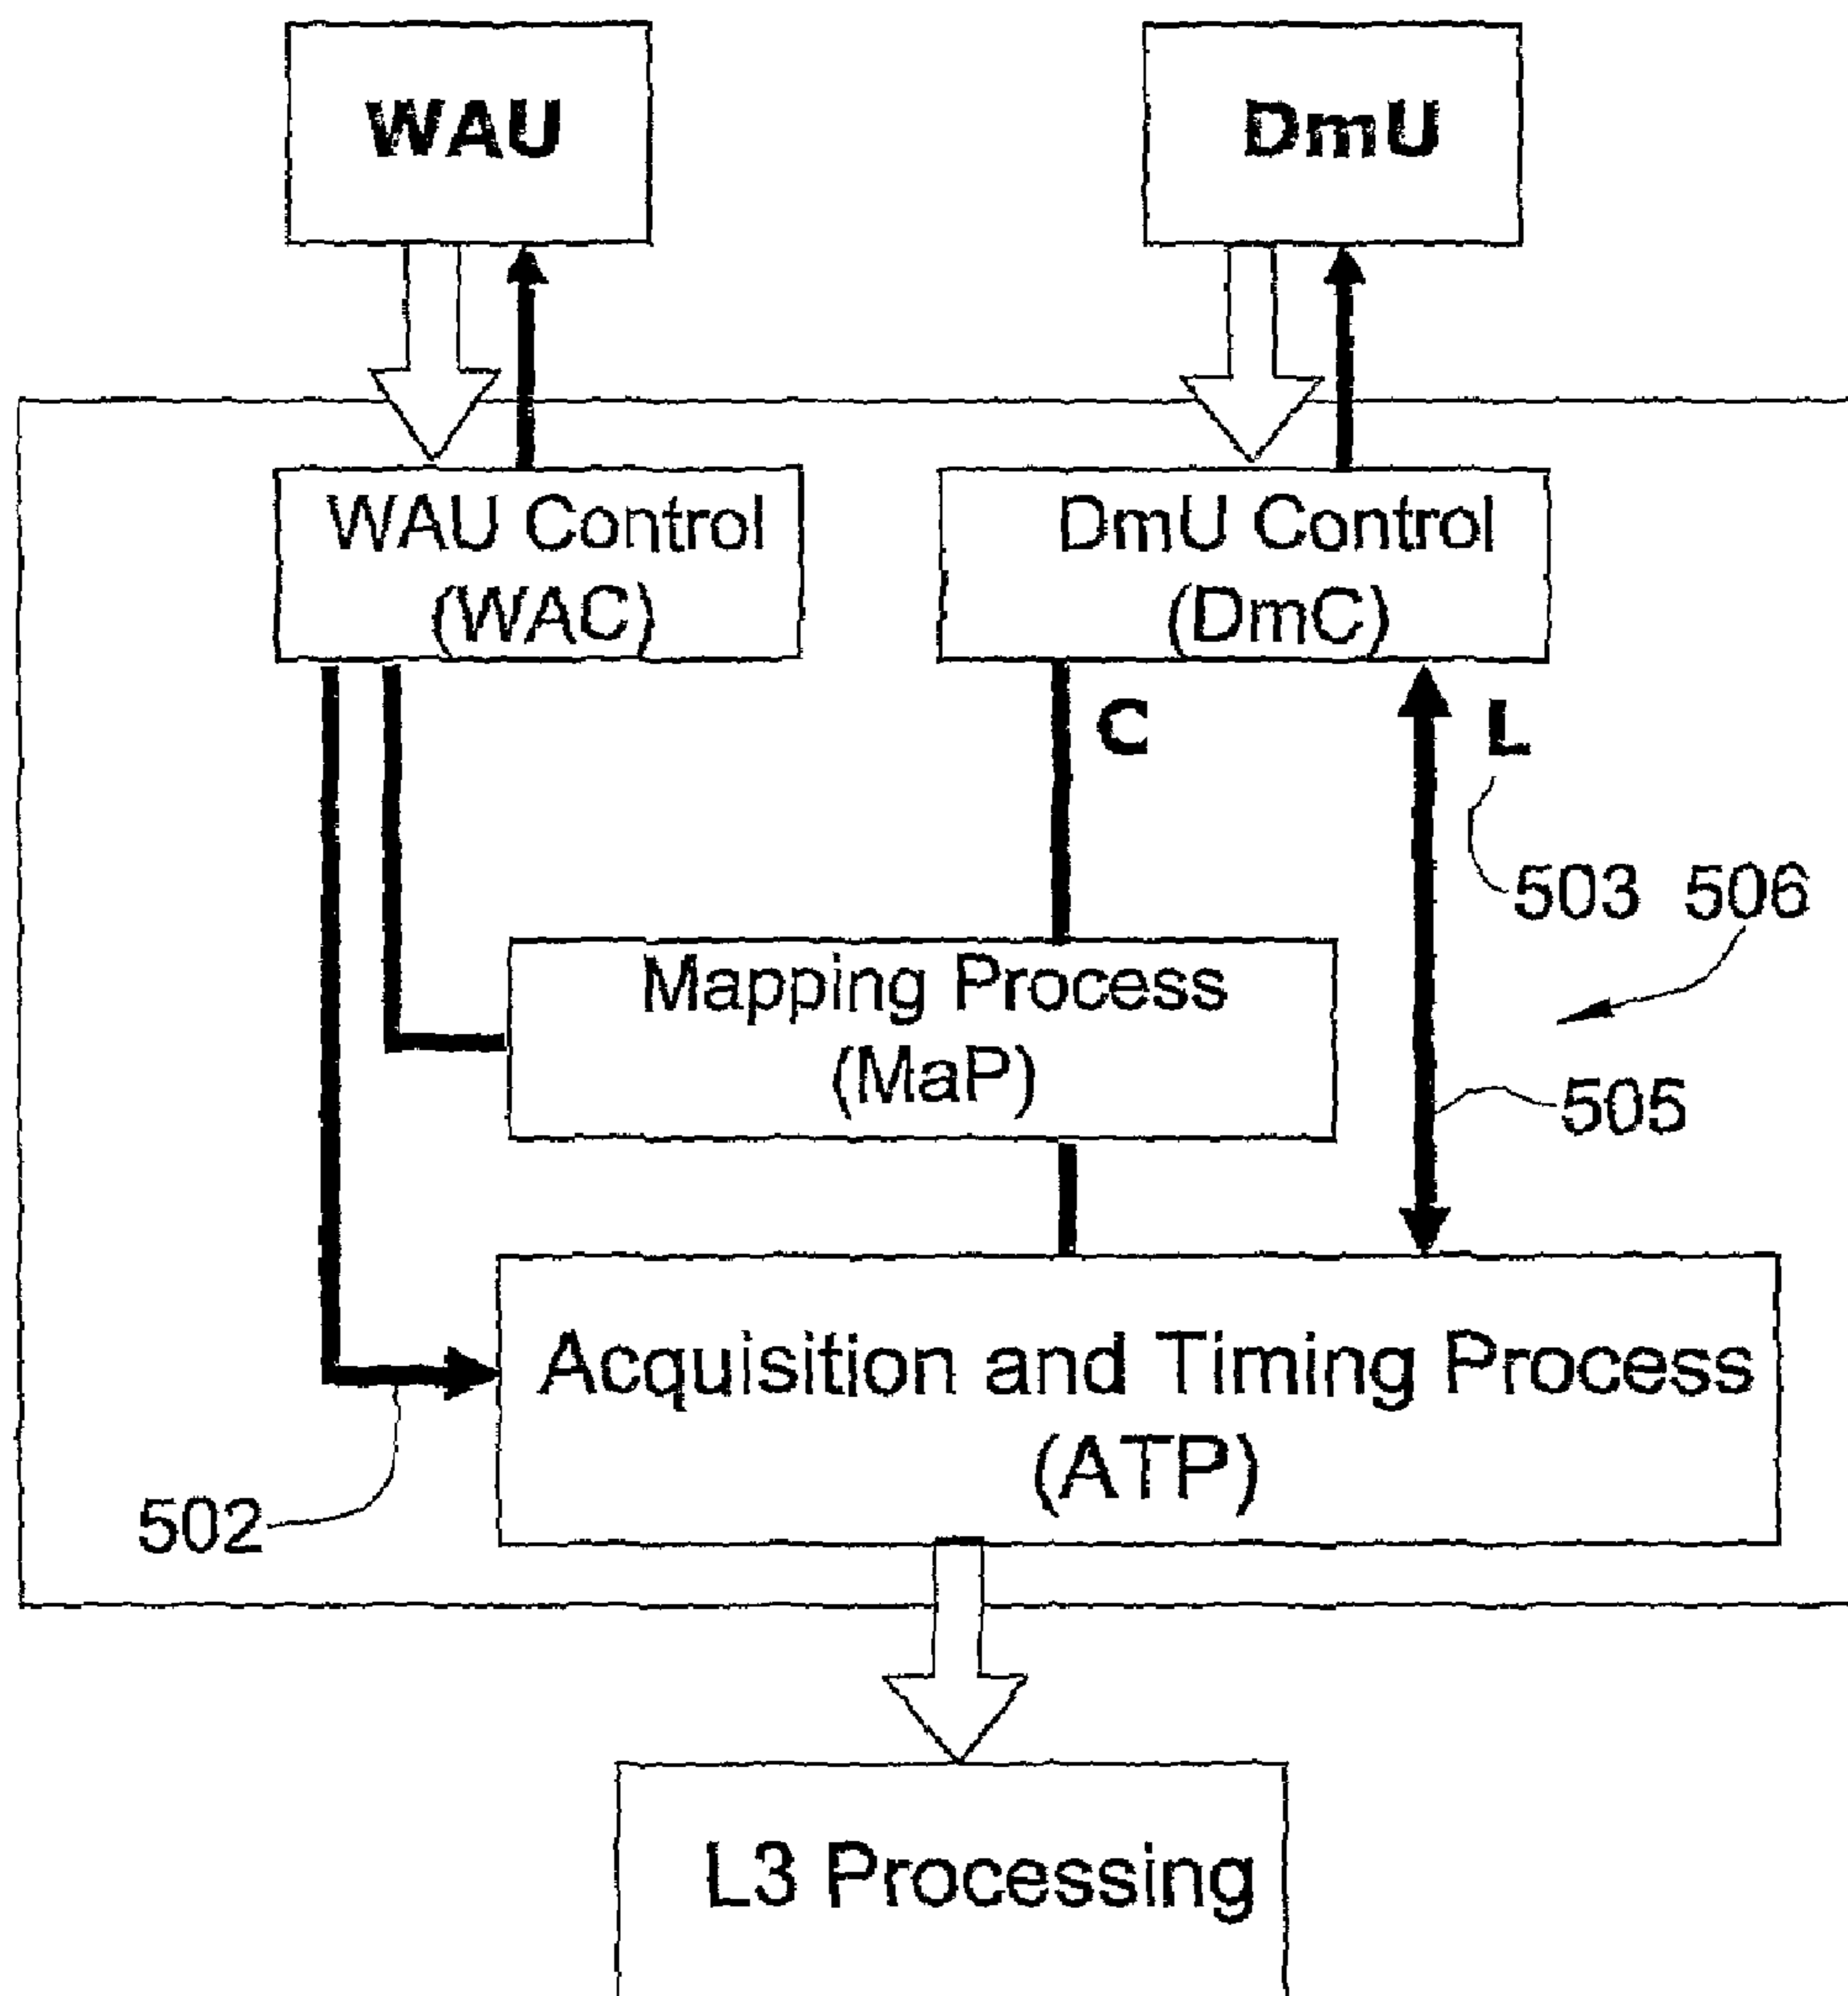 WAU
DmU
WAU Control
(WAC)
DmU Control
(DmC)
C
L
503
506
Mapping Process
(MaP)
505
Acquisition and Timing Process
(ATP)
502
L3 Processing